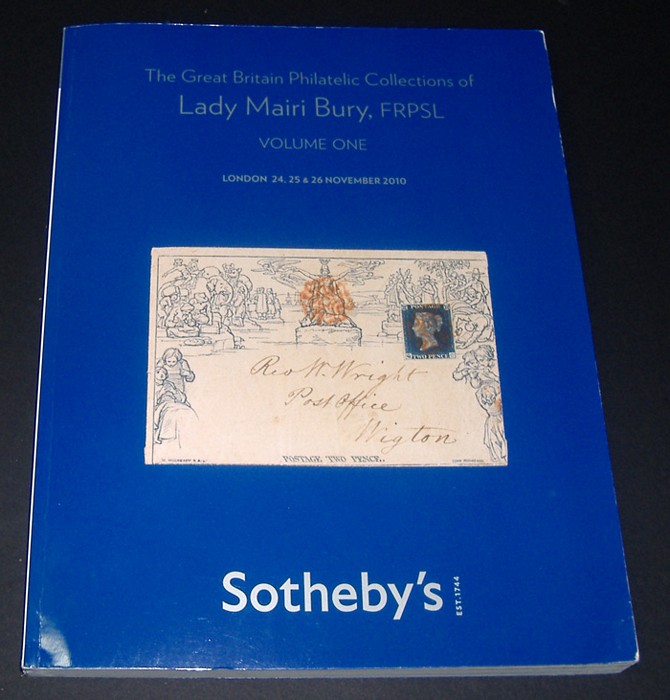 The Great Britain Philatelic Collections of
Lady Mairi Bury, FRPSL
VOLUME ONE
LONDON 24, 25 & 26 NOVEMBER 2010
POSTAGE
TWO PENCE
Rev W. Wright
Post Office
Wigton
POSTAGE TWO PENCE.
Sotheby's
EST. 1744